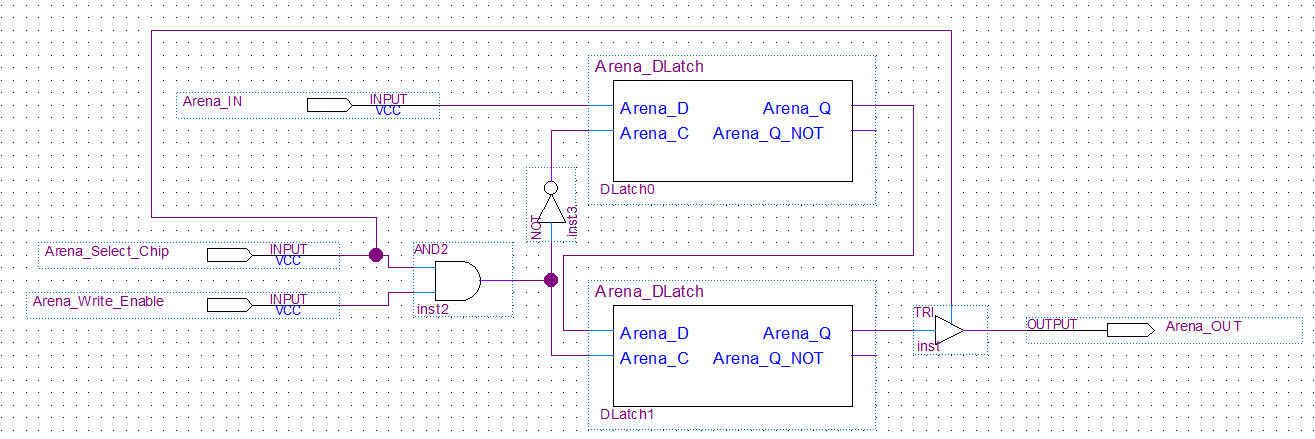 Arena_DLatch
Arena_IN
INPUT
VCC
Arena_D
Arena_Q
Arena_C
Arena_Q_NOT
DLatch0
NOT
inst3
Arena_Select_Chip
INPUT
VCC
AND2
Arena_Write_Enable
INPUT
VCC
inst2
Arena_DLatch
Arena_D
Arena_Q
Arena_C
Arena_Q_NOT
DLatch1
TRI
inst
OUTPUT
Arena_OUT